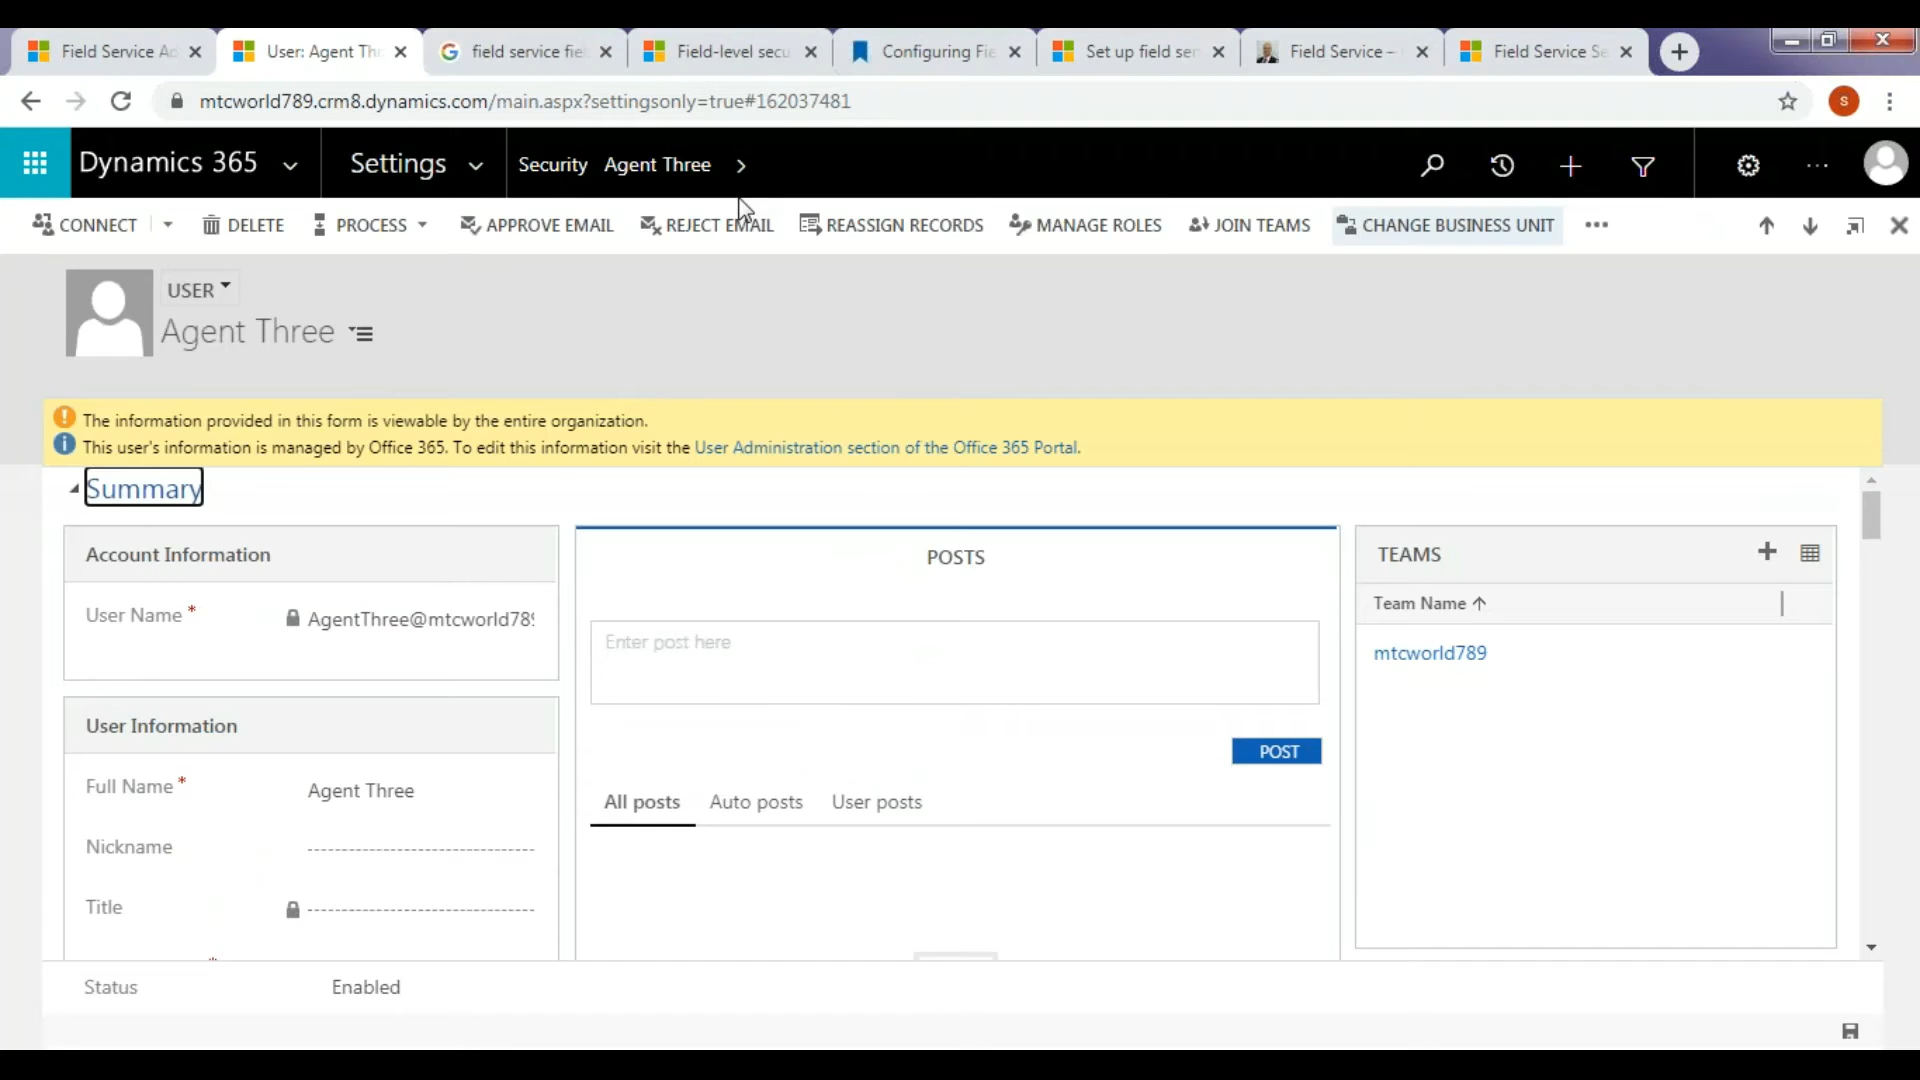 Field Service Ad
User: Agent Thr
field service fiel
Field-level secu
Configuring Fie
Set up field ser
Field Service –
Field Service Se
mtcworld789.crm8.dynamics.com/main.aspx?settingsonly=true#162037481
S
Dynamics 365
Settings
Security Agent Three
CONNECT
DELETE
PROCESS
APPROVE EMAIL
REJECT EMAIL
REASSIGN RECORDS
MANAGE ROLES
JOIN TEAMS
CHANGE BUSINESS UNIT
USER
Agent Three
The information provided in this form is viewable by the entire organization.
This user's information is managed by Office 365. To edit this information visit the User Administration section of the Office 365 Portal.
Summary
Account Information
User Name *
AgentThree@mtcworld789
User Information
Full Name *
Agent Three
Nickname
Title
POSTS
Enter post here
POST
All posts
Auto posts
User posts
TEAMS
Team Name
mtcworld789
Status
Enabled